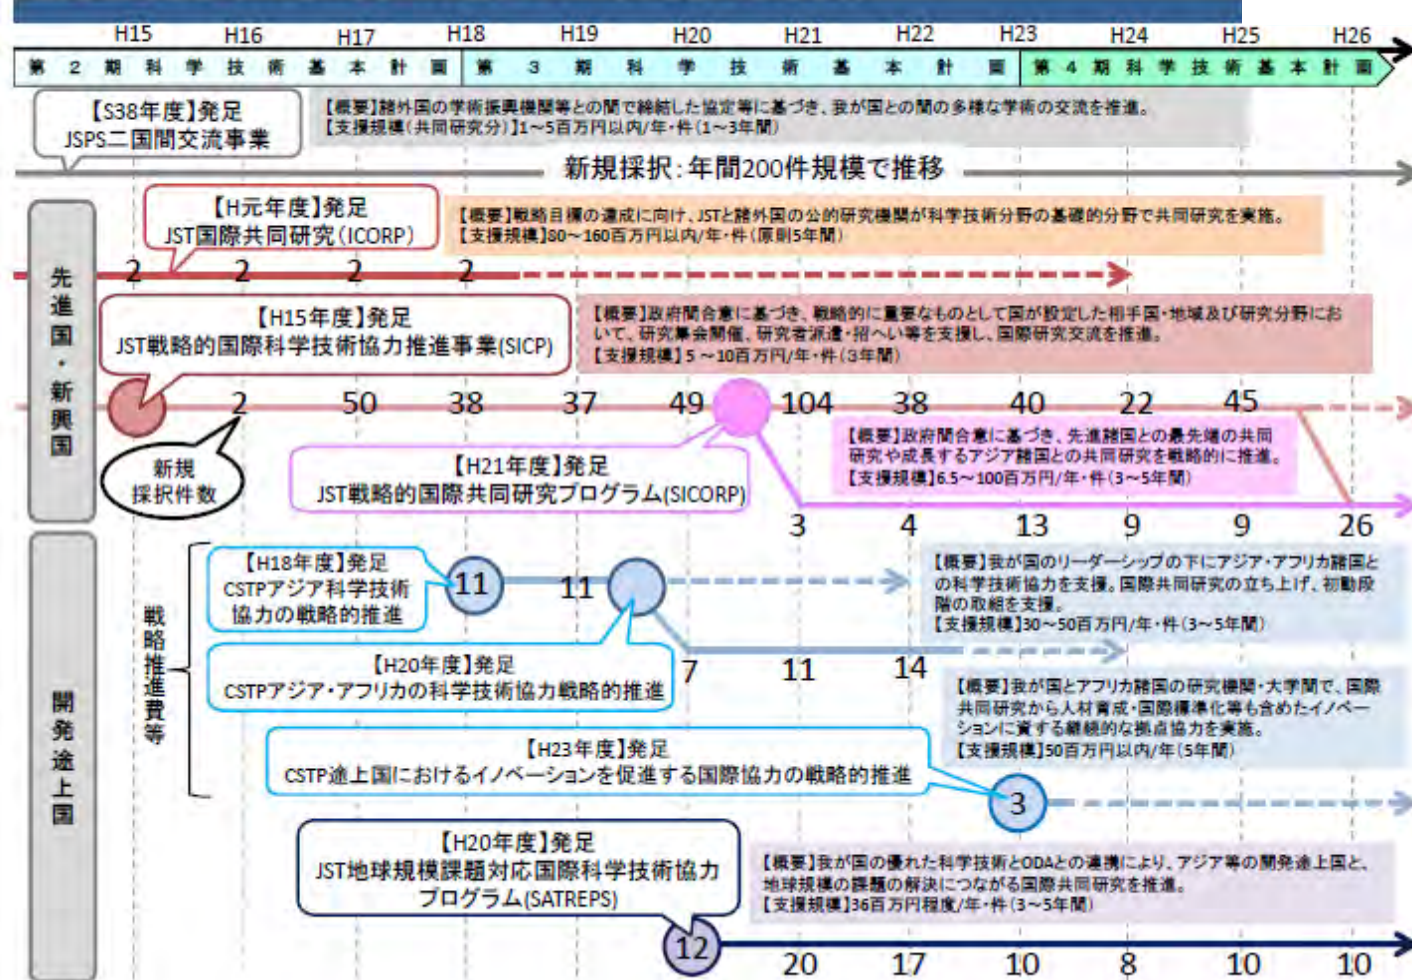 H15 H16 H17 H18 H19 H20 H21 H22 H23 H24 H25 H26
第2期科学技術基本計画 第3期科学技術基本計画 第4期科学技術基本計画
【S38年度】発足
JSPS二国間交流事業
【概要】諸外国の学術振興機関等との間で締結した協定等に基づき、我が国との間の多様な学術の交流を推進。
【支援規模(共同研究分)】1～5百万円以内/年・件(1～3年間)
新規採択:年間200件規模で推移
先進国・新興国
【H元年度】発足
JST国際共同研究(ICORP)
【概要】戦略目標の達成に向け、JSTと諸外国の公的研究機関が科学技術分野の基礎的分野で共同研究を実施。
【支援規模】80～160百万円以内/年・件(原則5年間)
2 2 2 2
【H15年度】発足
JST戦略的国際科学技術協力推進事業(SICP)
【概要】政府間合意に基づき、戦略的に重要なものとして国が設定した相手国・地域及び研究分野にお
いて、研究集会開催、研究者派遣・招へい等を支援し、国際研究交流を推進。
【支援規模】5～10百万円/年・件(3年間)
2 50 38 37 49 104 38 40 22 45
新規
採択件数
【H21年度】発足
JST戦略的国際共同研究プログラム(SICORP)
【概要】政府間合意に基づき、先進諸国との最先端の共同
研究や成長するアジア諸国との共同研究を戦略的に推進。
【支援規模】6.5～100百万円/年・件(3～5年間)
3 4 13 9 9 26
開発途上国
戦略推進費等
【H18年度】発足
CSTPアジア科学技術
協力の戦略的推進
11 11
【概要】我が国のリーダーシップの下にアジア・アフリカ諸国と
の科学技術協力を支援。国際共同研究の立ち上げ、初動段
階の取組を支援。
【支援規模】30～50百万円/年・件(3～5年間)
【H20年度】発足
CSTPアジア・アフリカの科学技術協力戦略的推進
7 11 14
【概要】我が国とアフリカ諸国の研究機関・大学間で、国際
共同研究から人材育成・国際標準化等も含めたイノベー
ションに資する継続的な拠点協力を実施。
【支援規模】50百万円以内/年(5年間)
【H23年度】発足
CSTP途上国におけるイノベーションを促進する国際協力の戦略的推進
3
【H20年度】発足
JST地球規模課題対応国際科学技術協力
プログラム(SATREPS)
【概要】我が国の優れた科学技術とODAとの連携により、アジア等の開発途上国と、
地球規模の課題の解決につながる国際共同研究を推進。
【支援規模】36百万円程度/年・件(3～5年間)
12
20 17 10 8 10 10